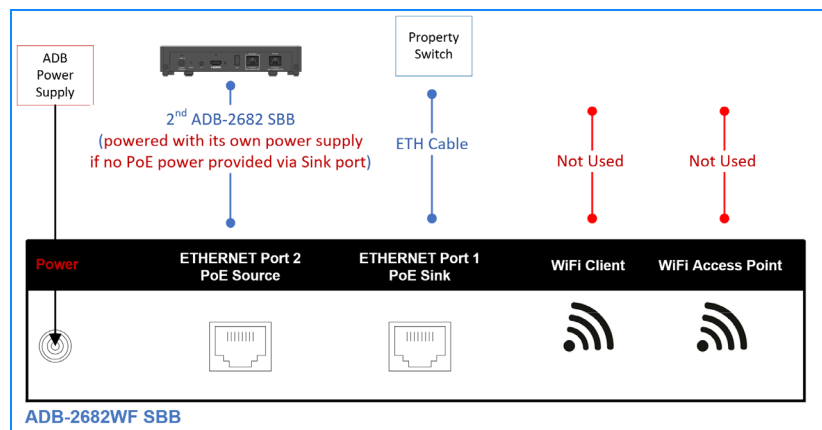 ADB
Power
Supply
Property
Switch
2nd ADB-2682 SBB
(powered with its own power supply
if no PoE power provided via Sink port)
ETH Cable
Not Used
Not Used
Power
ETHERNET Port 2
PoE Source
ETHERNET Port 1
PoE Sink
WiFi Client
WiFi Access Point
ADB-2682WF SBB